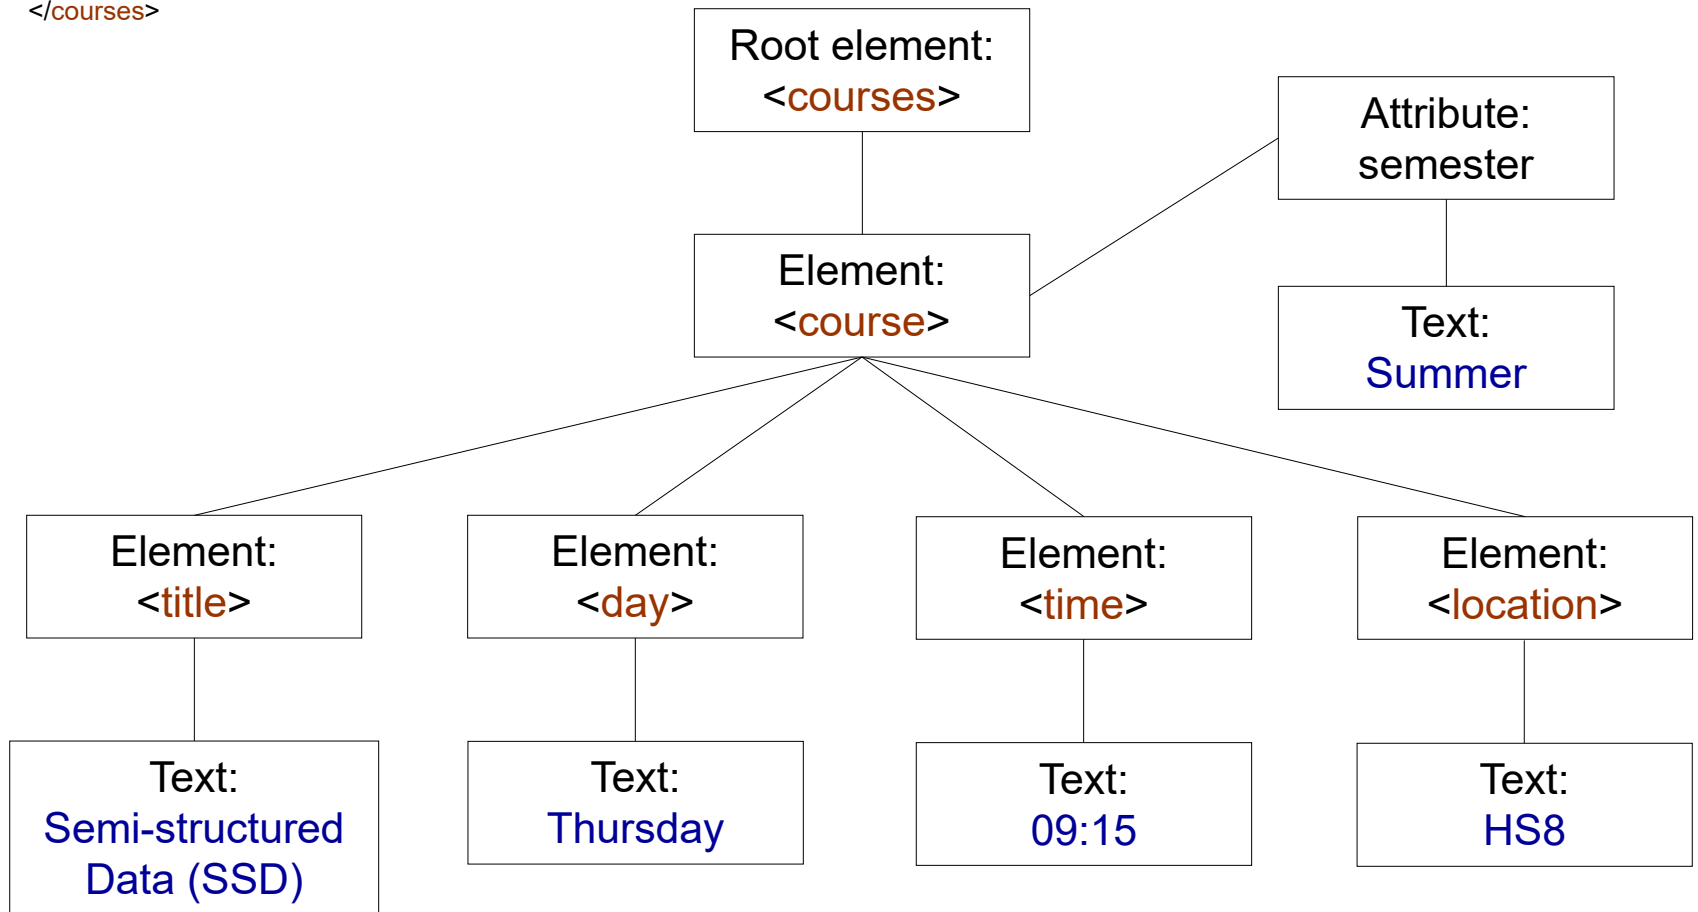 </courses>
Root element:
<courses>
Attribute:
semester
Element:
<course>
Text:
Summer
Element:
<title>
Element:
<day>
Element:
<time>
Element:
<location>
Text:
Semi-structured
Data (SSD)
Text:
Thursday
Text:
09:15
Text:
HS8